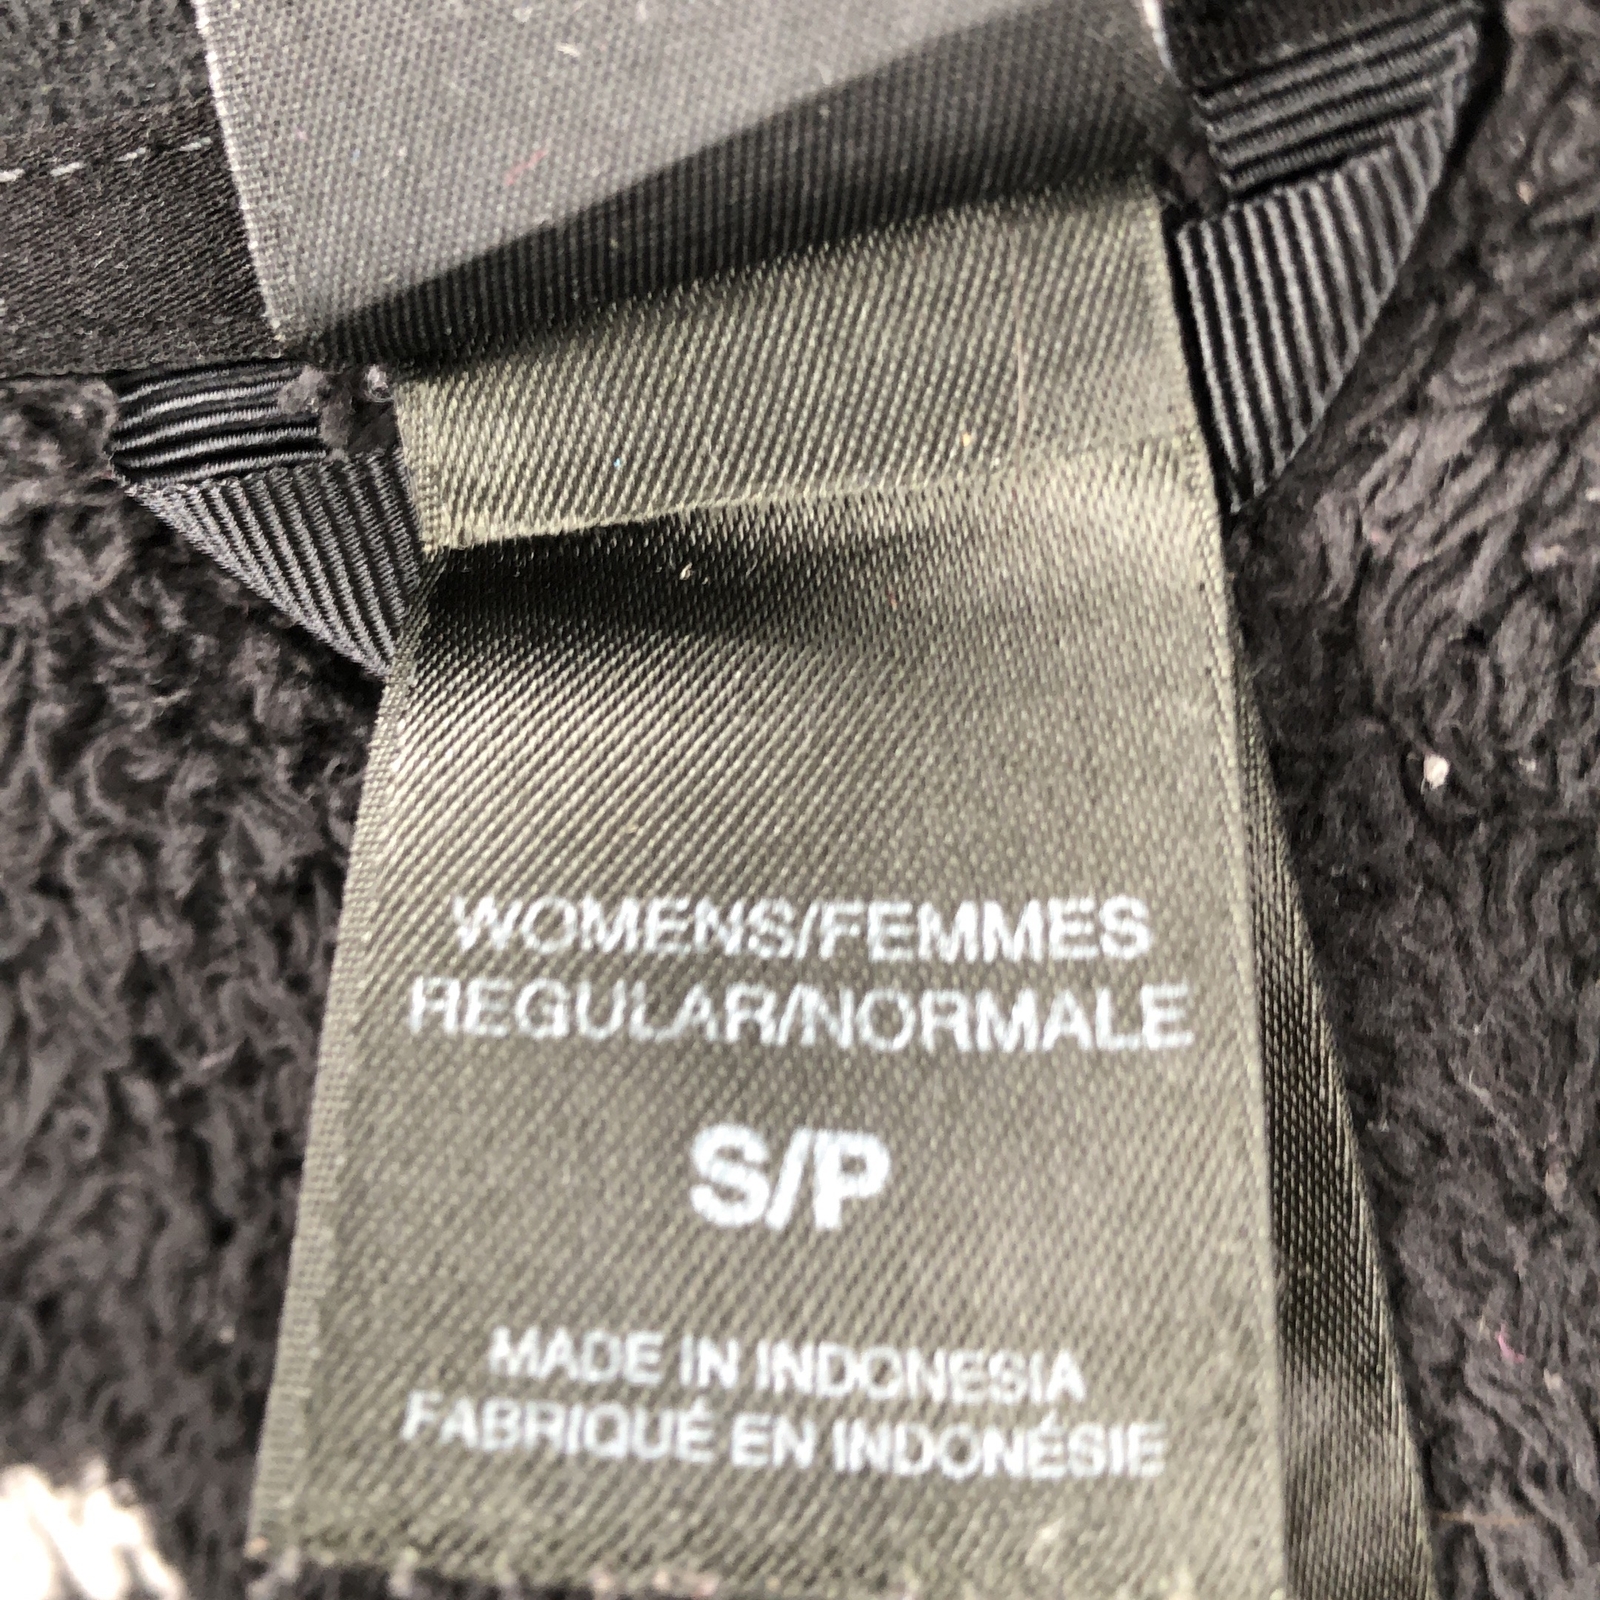 WOMENS/FEMMES
REGULAR/NORMALE
S/P
MADE IN INDONESIA
FABRIQUÉ EN INDONÉSIE